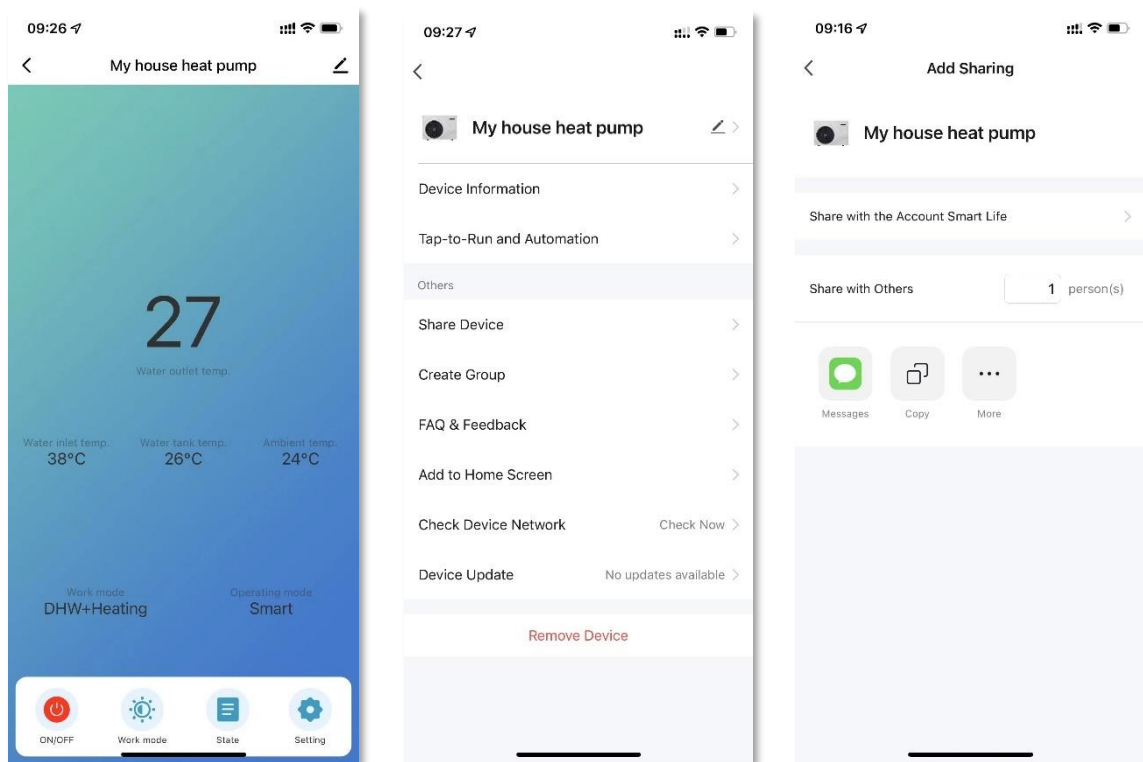 09:26
My house heat pump
27
Water outlet temp.
Water inlet temp. Water tank temp. Ambient temp.
38°C 26°C 24°C
Work mode Operating mode
DHW+Heating Smart
ON/OFF Work mode State Setting
09:27
My house heat pump
Device Information
Tap-to-Run and Automation
Others
Share Device
Create Group
FAQ & Feedback
Add to Home Screen
Check Device Network Check Now
Device Update No updates available
Remove Device
09:16
Add Sharing
My house heat pump
Share with the Account Smart Life
Share with Others 1 person(s)
Messages Copy More